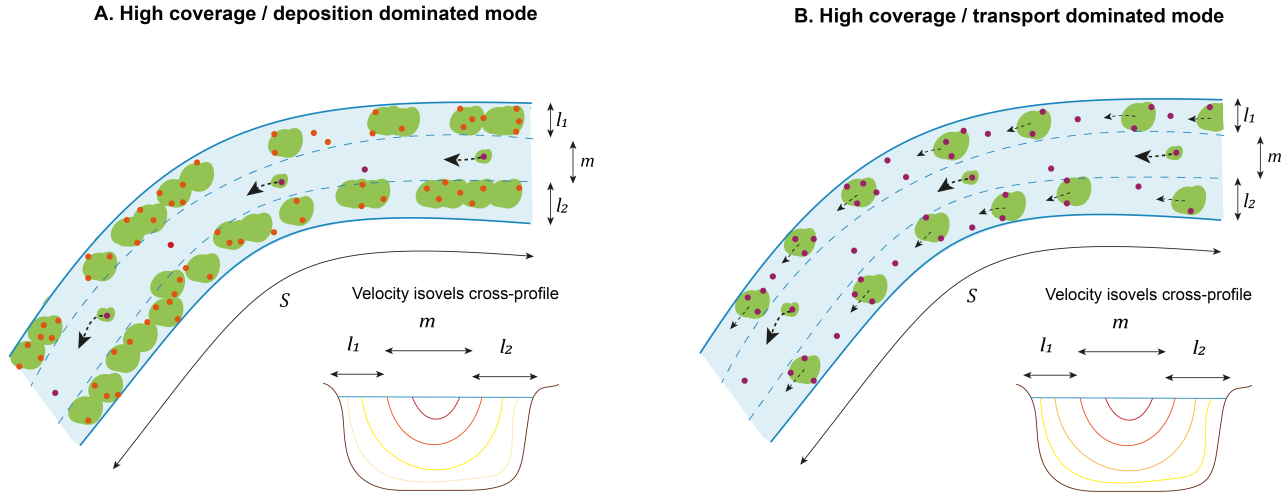 A. High coverage / deposition dominated mode
l₁
m
l₂
S
Velocity isovels cross-profile
m
l₁ l₂
B. High coverage / transport dominated mode
l₁
m
l₂
S
Velocity isovels cross-profile
m
l₁ l₂